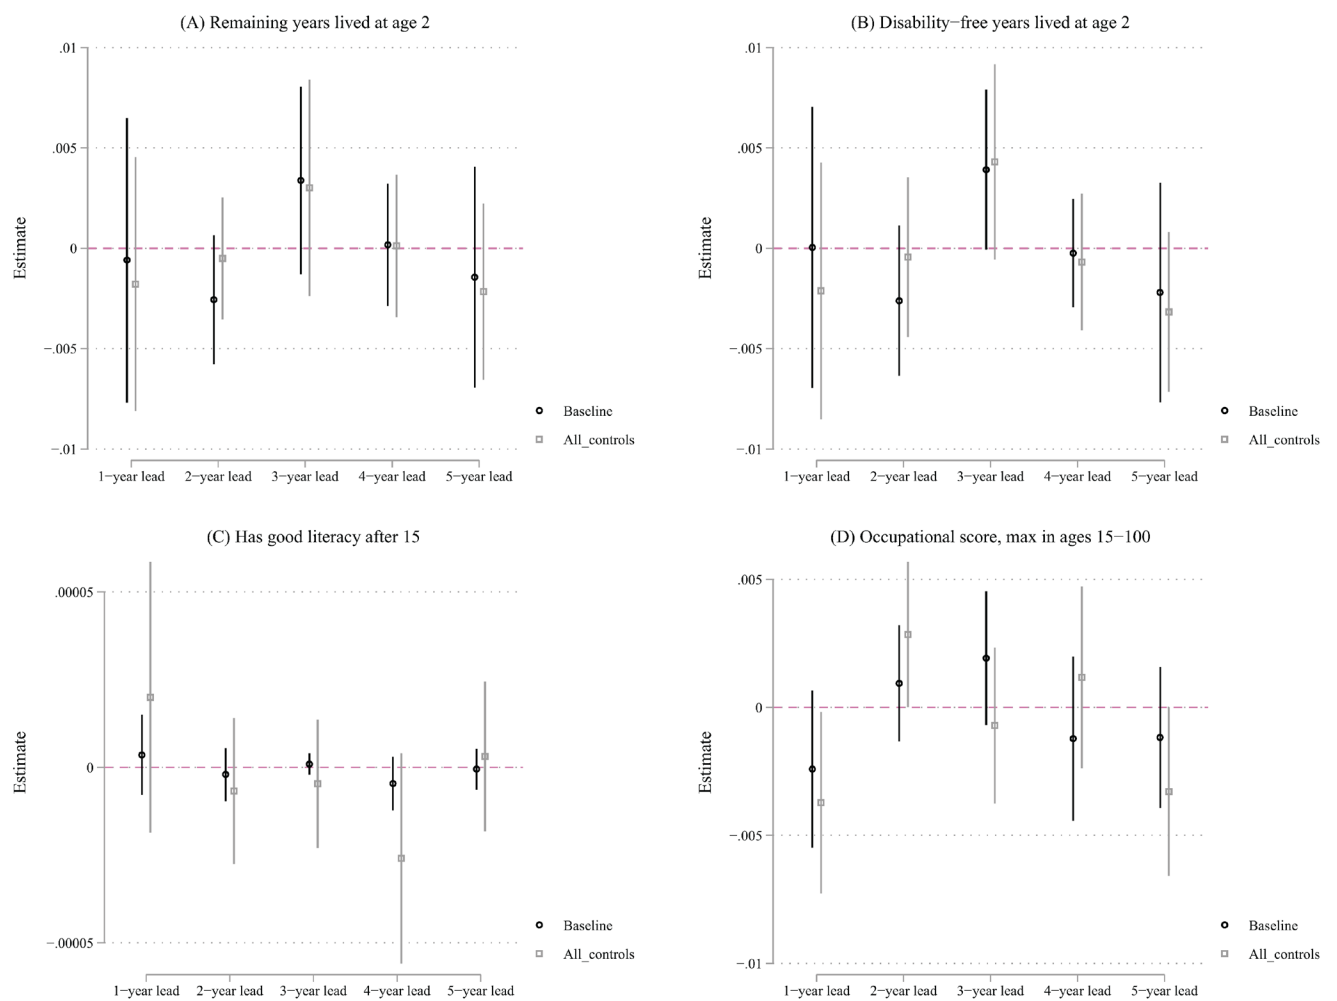 (A) Remaining years lived at age 2
.01
.005
0
−.005
−.01
Estimate
1−year lead 2−year lead 3−year lead 4−year lead 5−year lead
Baseline
All_controls
(B) Disability−free years lived at age 2
.01
.005
0
−.005
−.01
Estimate
1−year lead 2−year lead 3−year lead 4−year lead 5−year lead
Baseline
All_controls
(C) Has good literacy after 15
.00005
0
−.00005
Estimate
1−year lead 2−year lead 3−year lead 4−year lead 5−year lead
Baseline
All_controls
(D) Occupational score, max in ages 15−100
.005
0
−.005
−.01
Estimate
1−year lead 2−year lead 3−year lead 4−year lead 5−year lead
Baseline
All_controls